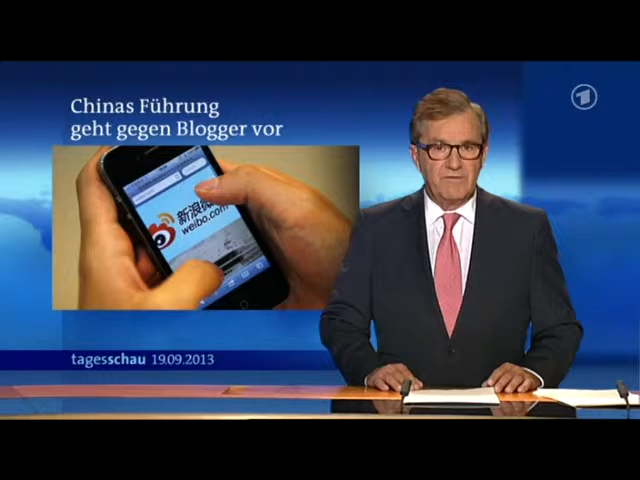 Chinas Führung
geht gegen Blogger vor
1
新浪微
weibo.com
tagesschau 19.09.2013